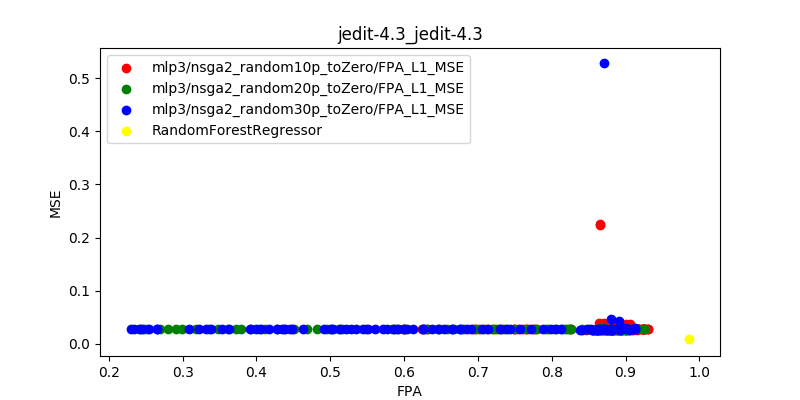 jedit-4.3_jedit-4.3
mlp3/nsga2_random10p_toZero/FPA_L1_MSE
mlp3/nsga2_random20p_toZero/FPA_L1_MSE
mlp3/nsga2_random30p_toZero/FPA_L1_MSE
RandomForestRegressor
MSE
0.5
0.4
0.3
0.2
0.1
0.0
0.2 0.3 0.4 0.5 0.6 0.7 0.8 0.9 1.0
FPA